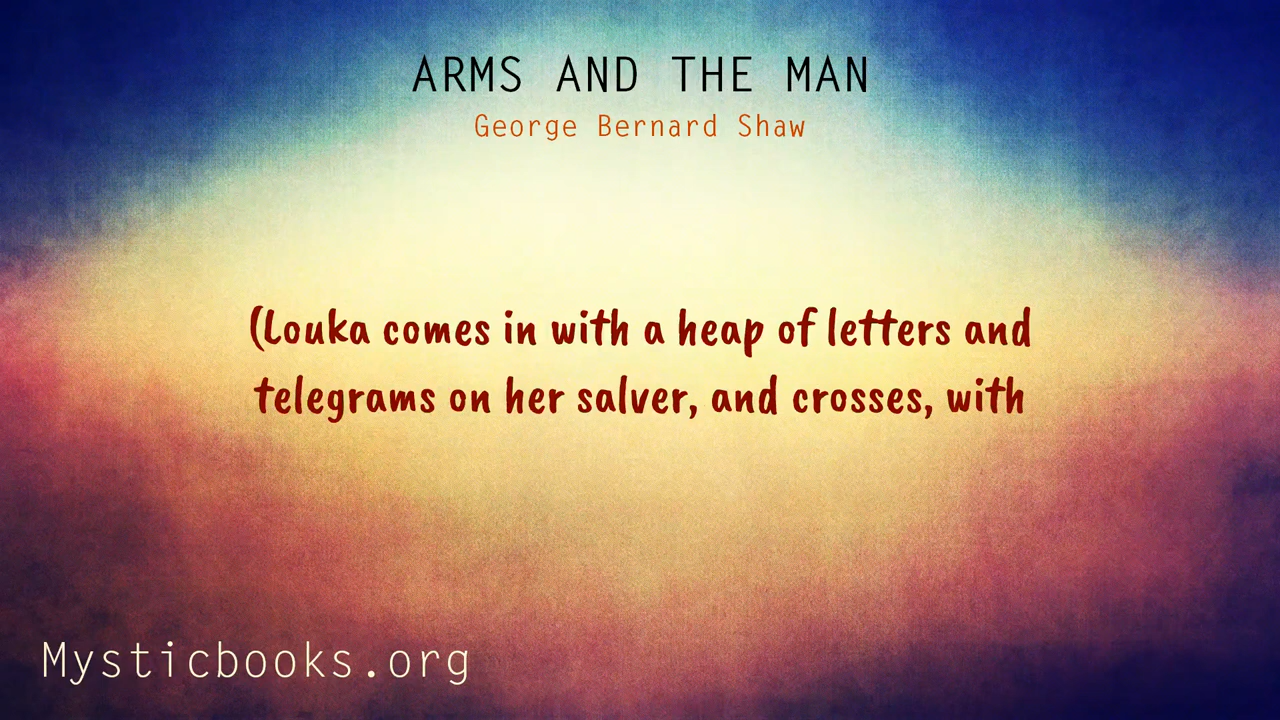 ARMS AND THE MAN
George Bernard Shaw
(Louka comes in with a heap of letters and
telegrams on her salver, and crosses, with
Mysticbooks.org